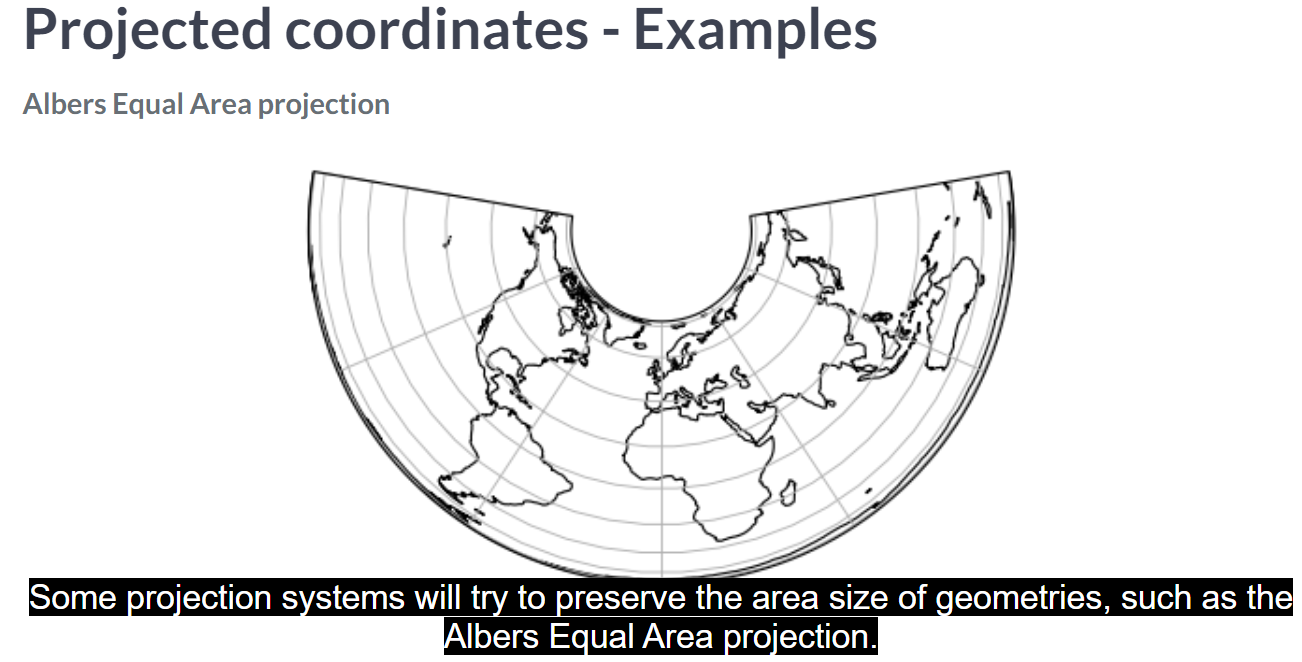 Projected coordinates - Examples
Albers Equal Area projection
Some projection systems will try to preserve the area size of geometries, such as the
Albers Equal Area projection.